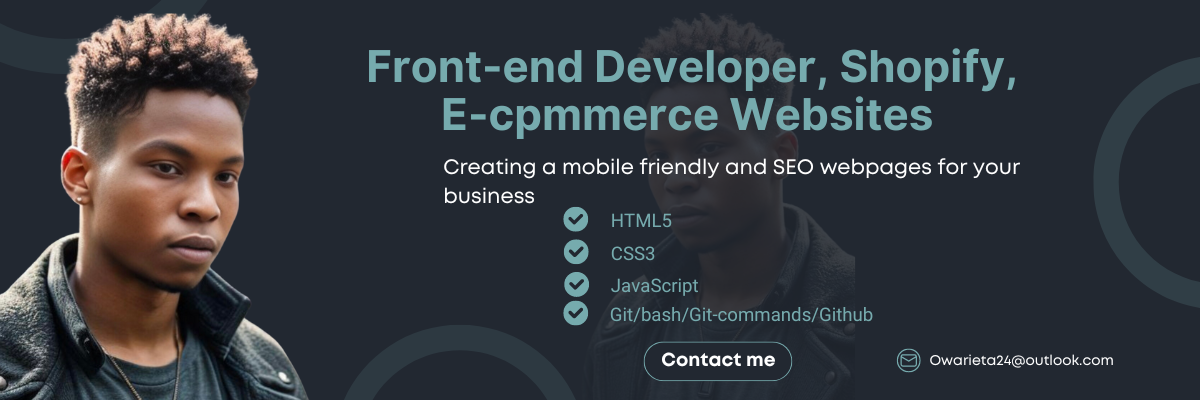 Front-end Developer, Shopify,
E-cpmmerce Websites
Creating a mobile friendly and SEO webpages for your
business
HTML5
CSS3
JavaScript
Git/bash/Git-commands/Github
Contact me
Owarieta24@outlook.com